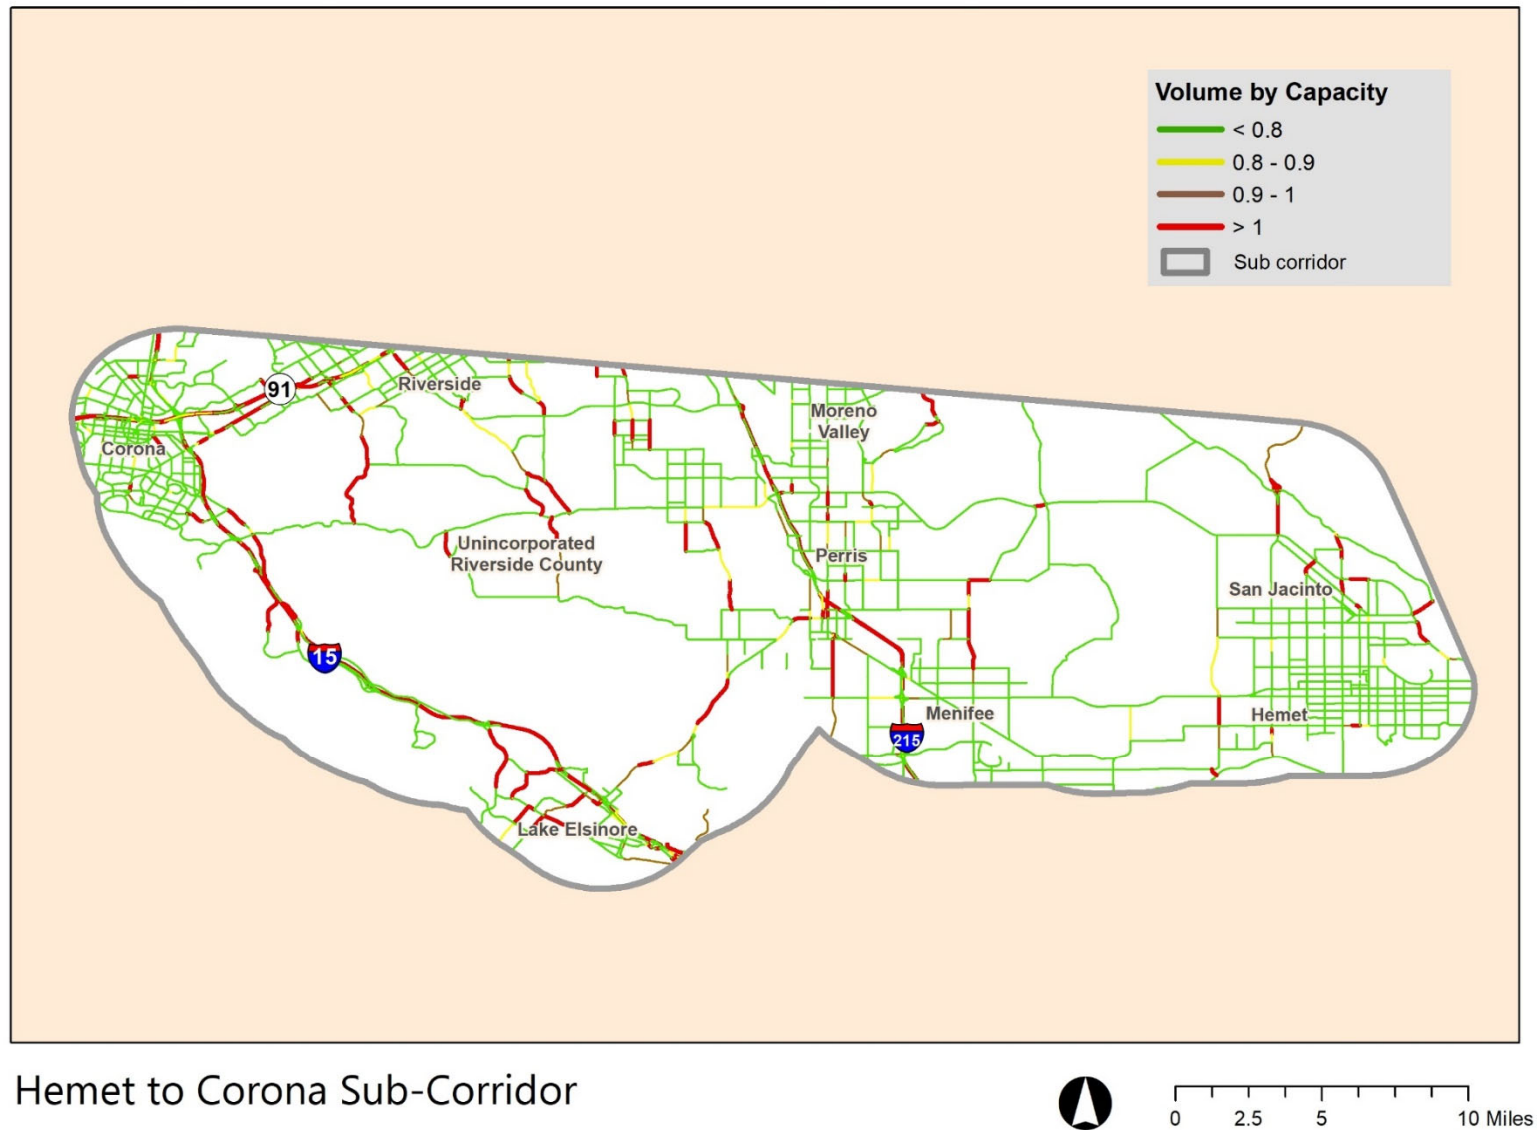 Volume by Capacity
< 0.8
0.8 - 0.9
0.9 - 1
> 1
Sub corridor
91
Riverside
Moreno
Valley
Corona
Unincorporated
Riverside County
Perris
San Jacinto
15
Menifee
Hemet
215
Lake Elsinore
Hemet to Corona Sub-Corridor
0 2.5 5 10 Miles